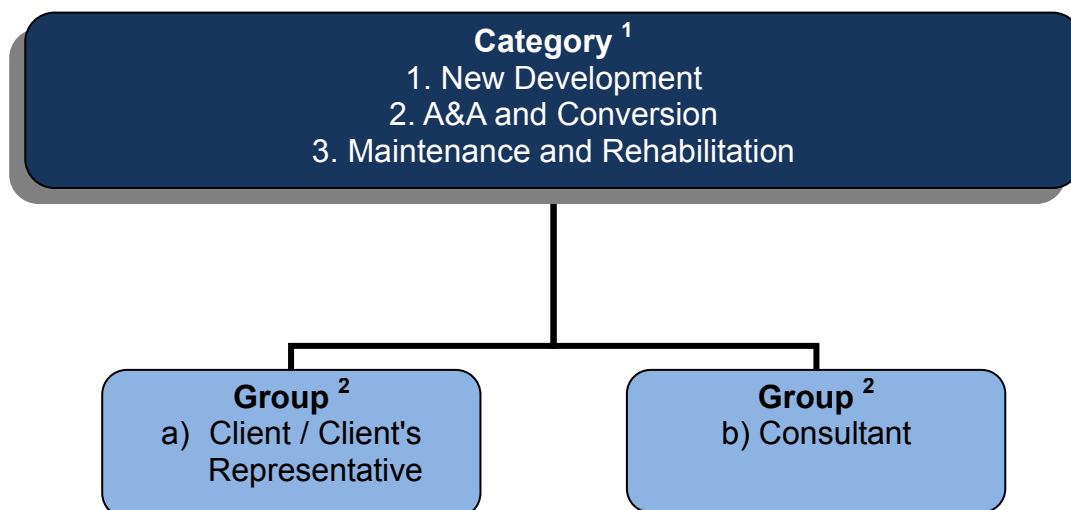 Category 1
1. New Development
2. A&A and Conversion
3. Maintenance and Rehabilitation
Group 2
a) Client / Client's
Representative
Group 2
b) Consultant